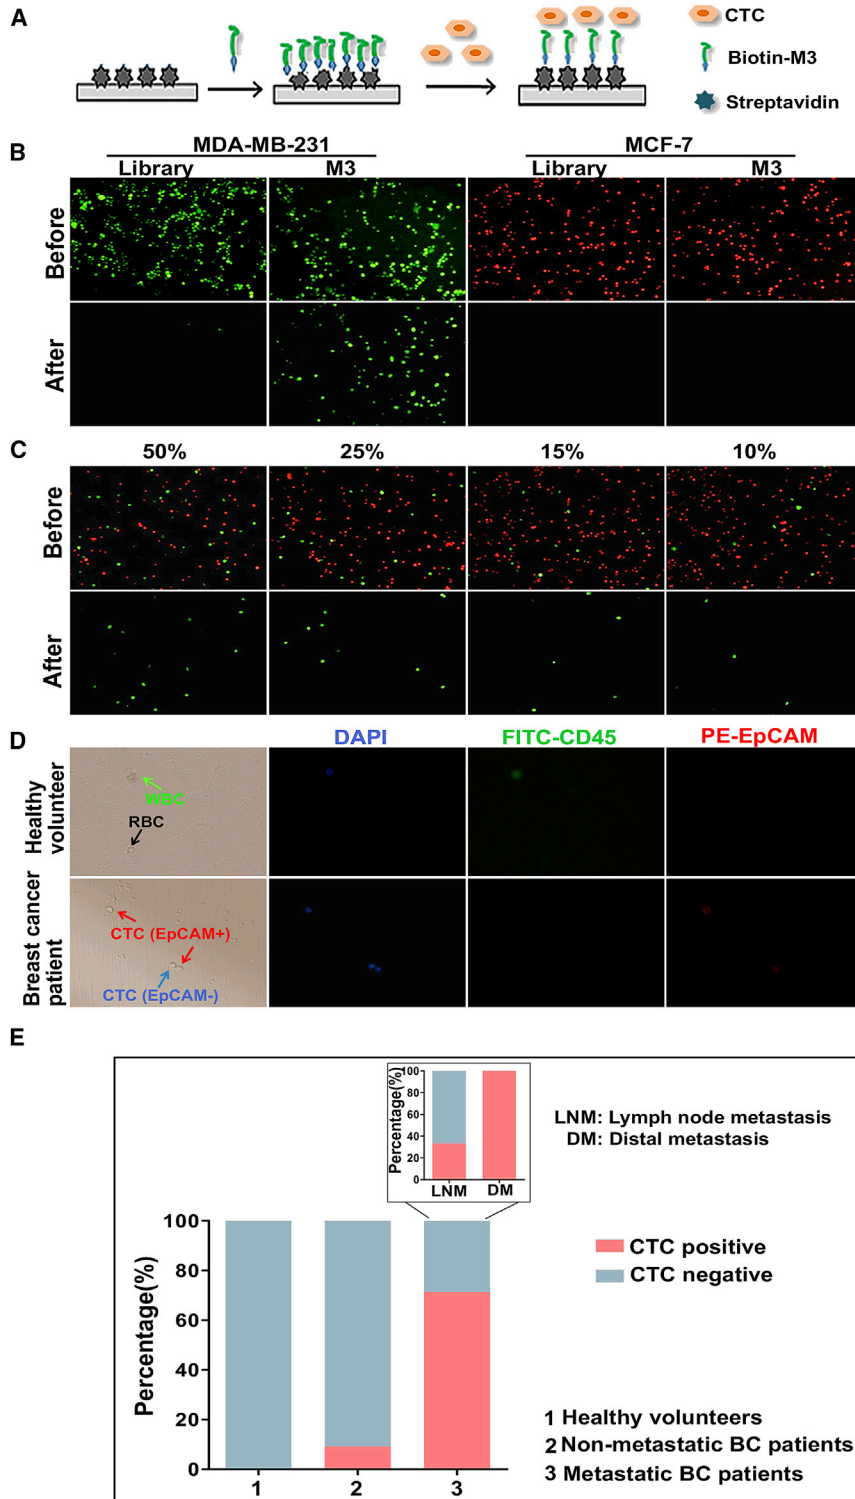 A
CTC
Biotin-M3
Streptavidin
B
MDA-MB-231
MCF-7
Library
M3
Library
M3
Before
After
C
50%
25%
15%
10%
Before
After
D
DAPI
FITC-CD45
PE-EpCAM
Healthy
volunteer
WBC
RBC
Breast cancer
patient
CTC (EpCAM+)
CTC (EpCAM-)
E
Percentage(%)
100
80
60
40
20
0
LNM
DM
LNM: Lymph node metastasis
DM: Distal metastasis
Percentage(%)
100
80
60
40
20
0
1
2
3
CTC positive
CTC negative
1 Healthy volunteers
2 Non-metastatic BC patients
3 Metastatic BC patients